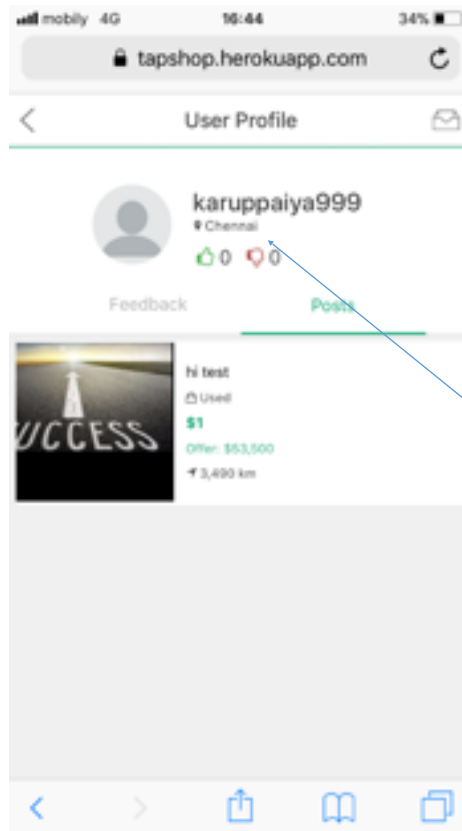 mobily 4G 16:44 34%
tapshop.herokuapp.com
User Profile
karuppaiya999
Chennai
0 0
Feedback Posts
hi test
Used
$1
Offer: $53,500
3,490 km
UCCESS